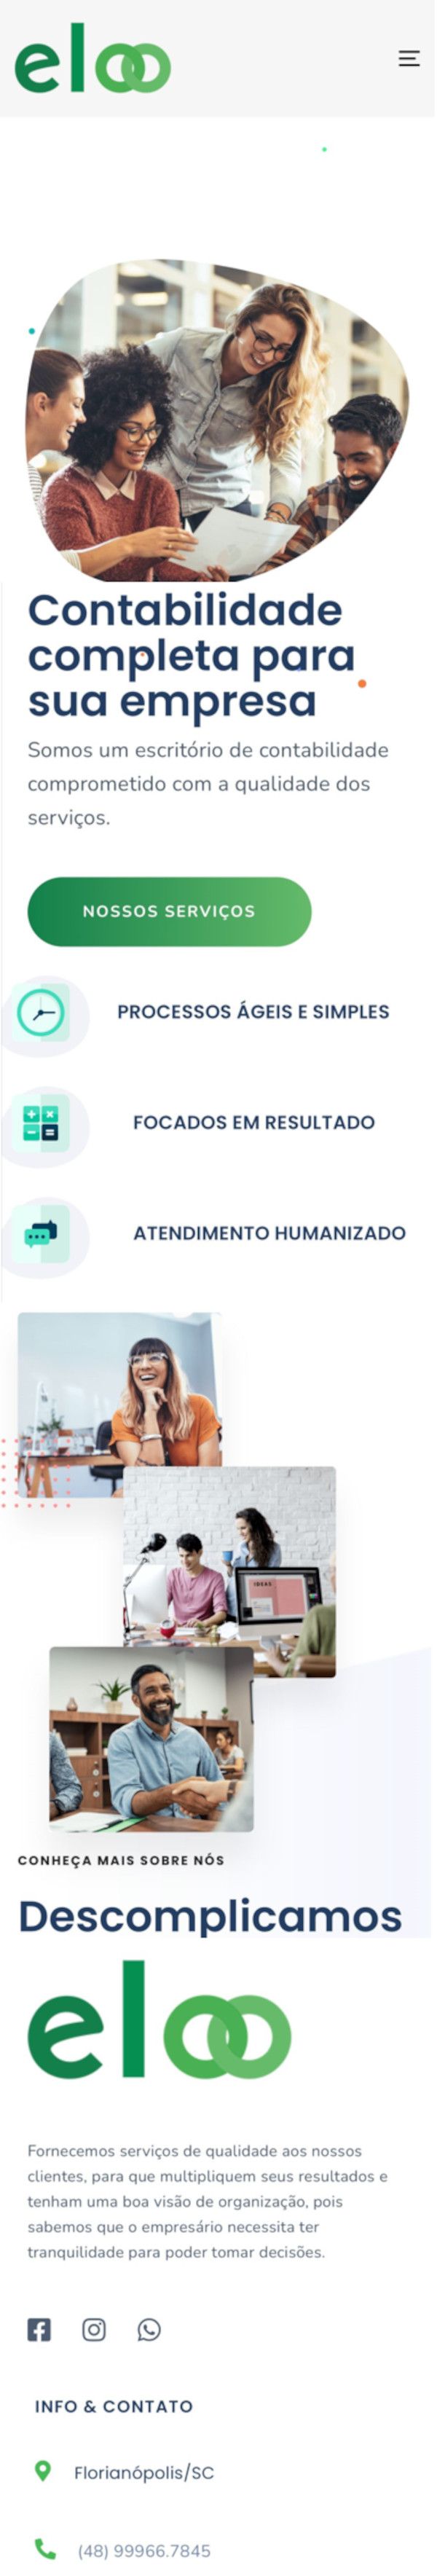 eloo
Contabilidade
completa para
sua empresa
Somos um escritório de contabilidade
comprometido com a qualidade dos
serviços.
NOSSOS SERVIÇOS
PROCESSOS ÁGEIS E SIMPLES
FOCADOS EM RESULTADO
ATENDIMENTO HUMANIZADO
IDEAS
CONHEÇA MAIS SOBRE NÓS
Descomplicamos
eloo
Fornecemos serviços de qualidade aos nossos
clientes, para que multipliquem seus resultados e
tenham uma boa visão de organização, pois
sabemos que o empresário necessita ter
tranquilidade para poder tomar decisões.
INFO & CONTATO
Florianópolis/SC
(48) 99966.7845